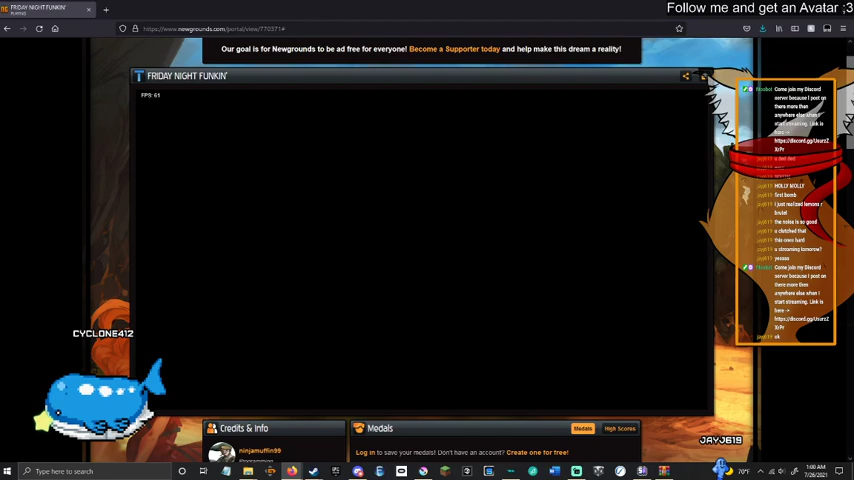 FRIDAY NIGHT FUNKIN'
Follow me and get an Avatar ;3
https://www.newgrounds.com/portal/view/770371#
Our goal is for Newgrounds to be ad free for everyone! Become a Supporter today and help make this dream a reality!
FRIDAY NIGHT FUNKIN'
FPS: 61
Come join my Discord
server because I post on
there more than
anywhere else when I
start streaming. Link is
here ->
HOLLY MOLLY
first bomb
I just realized lemons r
brutel
the noise is so good
u clutched that
this ones hard
u streaming tomorrow?
Come join my Discord
server because I post on
there more than
anywhere else when I
start streaming. Link is
here ->
ok
CYCLONE412
JAYJ619
Credits & Info
ninjamuffin99
Medals
Medals
High Scores
Log in to save your medals! Don't have an account? Create one for free!
Type here to search
70°F
1:00 AM
7/26/2021